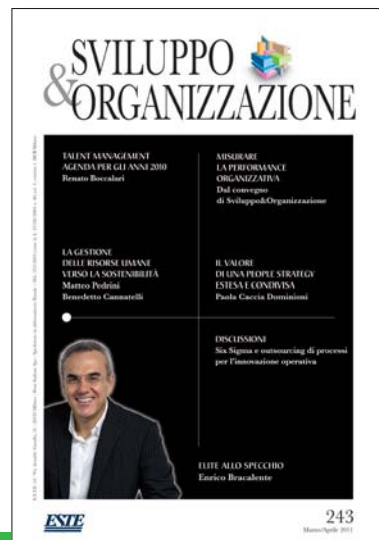 SVILUPPO
&ORGANIZZAZIONE
TALENT MANAGEMENT
AGENDA PER GLI ANNI 2010
Renato Boccalari
MISURARE
LA PERFORMANCE
ORGANIZZATIVA
Dal convegno
di Sviluppo&Organizzazione
LA GESTIONE
DELLE RISORSE UMANE
VERSO LA SOSTENIBILITÀ
Matteo Pedrini
Benedetto Cannatelli
IL VALORE
DI UNA PEOPLE STRATEGY
ESTESA E CONDIVISA
Paola Caccia Dominioni
DISCUSSIONI
Six Sigma e outsourcing di processi
per l'innovazione operativa
ELITE ALLO SPECCHIO
Enrico Bracalente
ESTE
243
Marzo/Aprile 2011